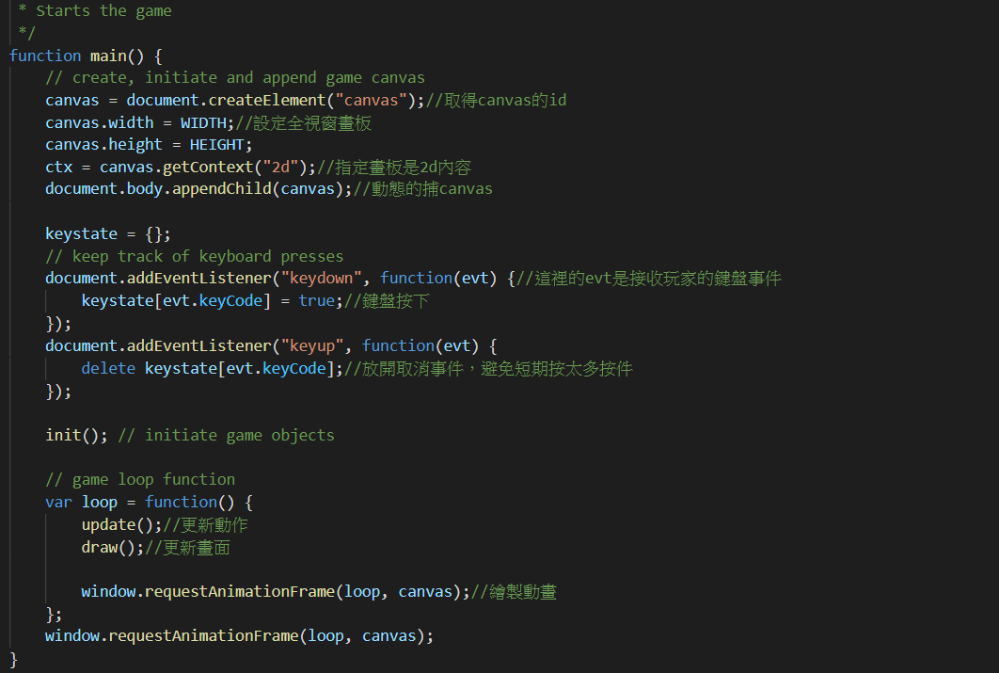 * Starts the game
*/
function main() {
// create, initiate and append game canvas
canvas = document.createElement("canvas");//取得canvas的id
canvas.width = WIDTH;//設定全視窗畫板
canvas.height = HEIGHT;
ctx = canvas.getContext("2d");//指定畫板是2d內容
document.body.appendChild(canvas);//動態的捕canvas
keystate = {};
// keep track of keyboard presses
document.addEventListener("keydown", function(evt) {//這裡的evt是接收玩家的鍵盤事件
keystate[evt.keyCode] = true;//鍵盤按下
});
document.addEventListener("keyup", function(evt) {
delete keystate[evt.keyCode];//放開取消事件，避免短期按太多按件
});
init(); // initiate game objects
// game loop function
var loop = function() {
update();//更新動作
draw();//更新畫面
window.requestAnimationFrame(loop, canvas);//繪製動畫
};
window.requestAnimationFrame(loop, canvas);
}